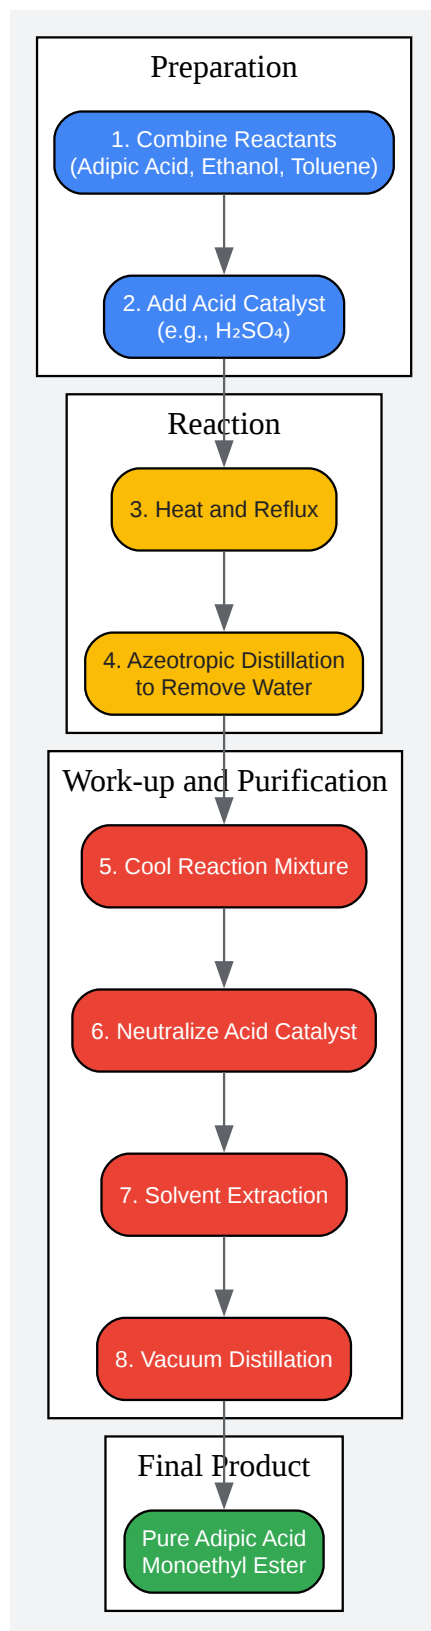 Preparation
1. Combine Reactants
(Adipic Acid, Ethanol, Toluene)
2. Add Acid Catalyst
(e.g., H₂SO₄)
Reaction
3. Heat and Reflux
4. Azeotropic Distillation
to Remove Water
Work-up and Purification
5. Cool Reaction Mixture
6. Neutralize Acid Catalyst
7. Solvent Extraction
8. Vacuum Distillation
Final Product
Pure Adipic Acid
Monoethyl Ester